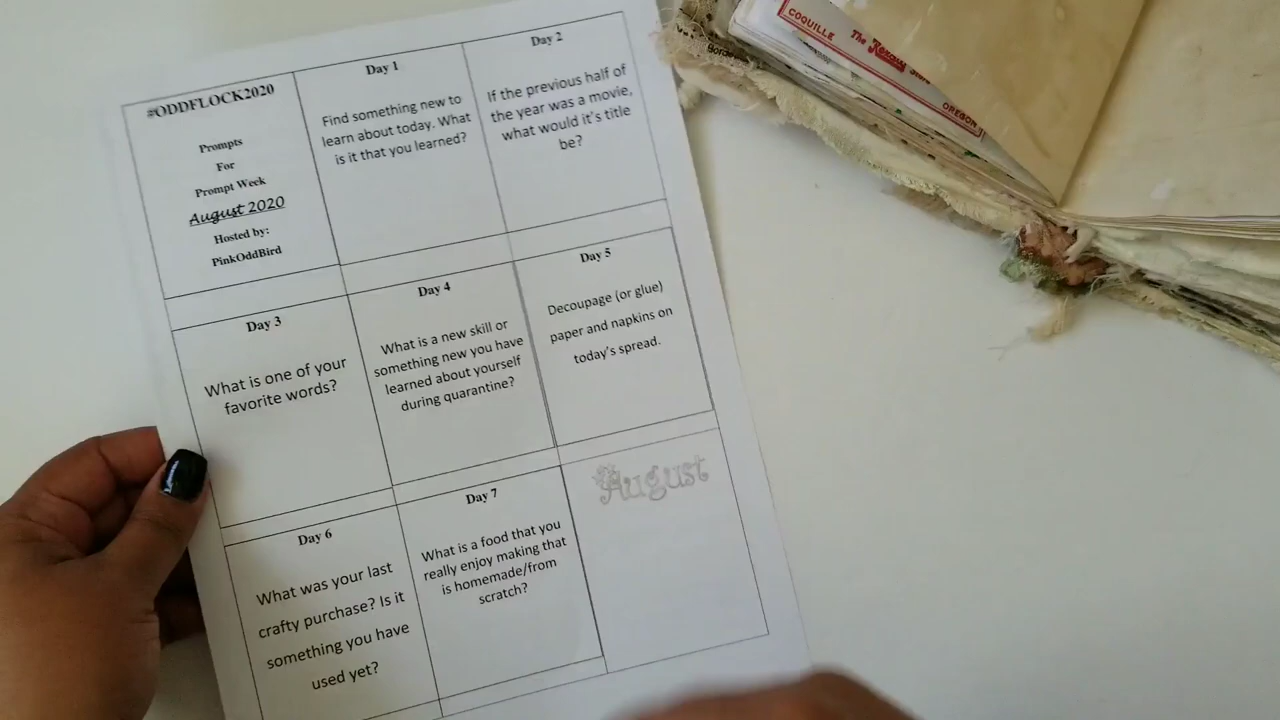 #ODDFLOCK2020
Prompts
For
Prompt Week
August 2020
Hosted by:
PinkOddBird
Day 1
Find something new to
learn about today. What
is it that you learned?
Day 2
If the previous half of
the year was a movie,
what would it's title
be?
Day 3
What is one of your
favorite words?
Day 4
What is a new skill or
something new you have
learned about yourself
during quarantine?
Day 5
Decoupage (or glue)
paper and napkins on
today's spread.
Day 6
What was your last
crafty purchase? Is it
something you have
used yet?
Day 7
What is a food that you
really enjoy making that
is homemade/from
scratch?
August
COQUILLE
The Rexall Store
OREGON